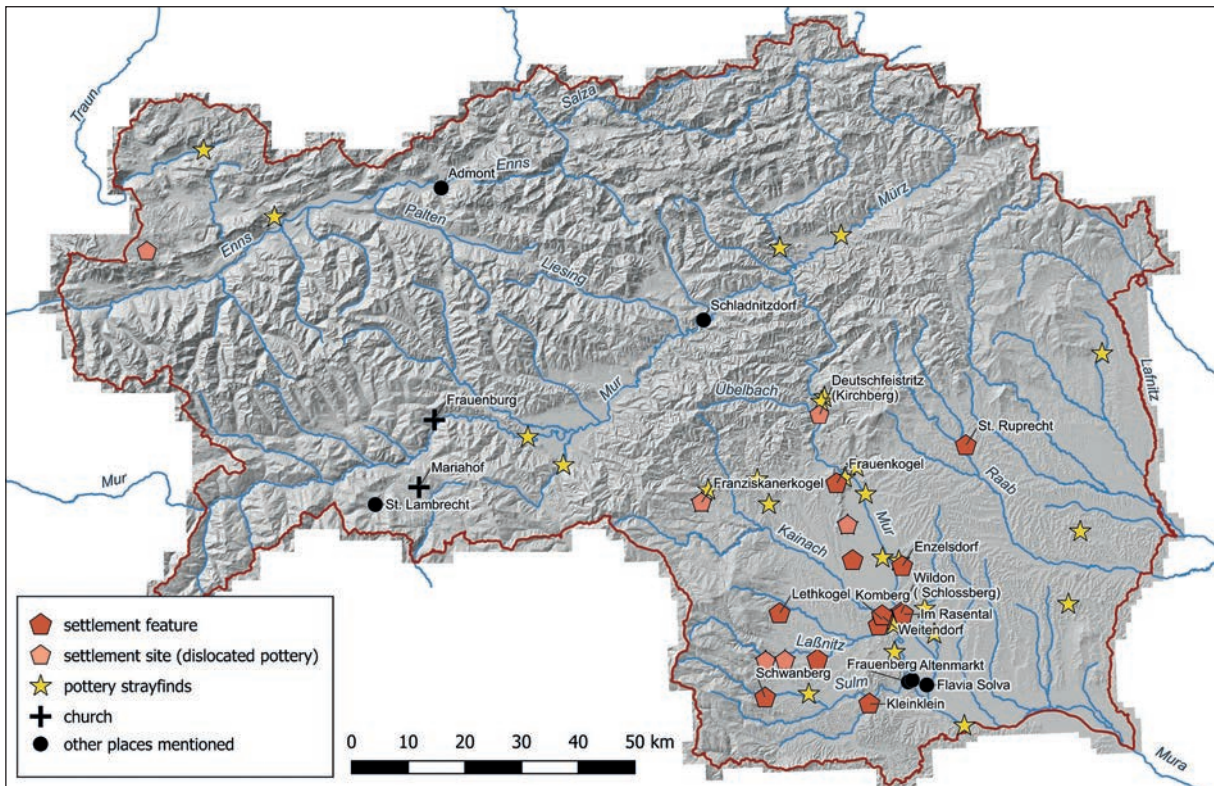 Traun
Salza
Enns
Admont
Palten
Enns
Mürz
Liesing
Schladnitzdorf
Mur
Übelbach
Deutschfeistritz
(Kirchberg)
Lafnitz
Frauenburg
St. Ruprecht
Mariahof
Mur
St. Lambrecht
Franziskanerkogel
Frauenkogel
Raab
Mur
Kainach
Enzelsdorf
Wildon
(Schlossberg)
Lethkogel
Komberg
Im Rasental
Weitendorf
Laßnitz
Frauenberg
Altenmarkt
Schwanberg
Sulm
Flavia Solva
Kleinklein
Mura
settlement feature
settlement site (dislocated pottery)
pottery strayfinds
church
other places mentioned
0 10 20 30 40 50 km